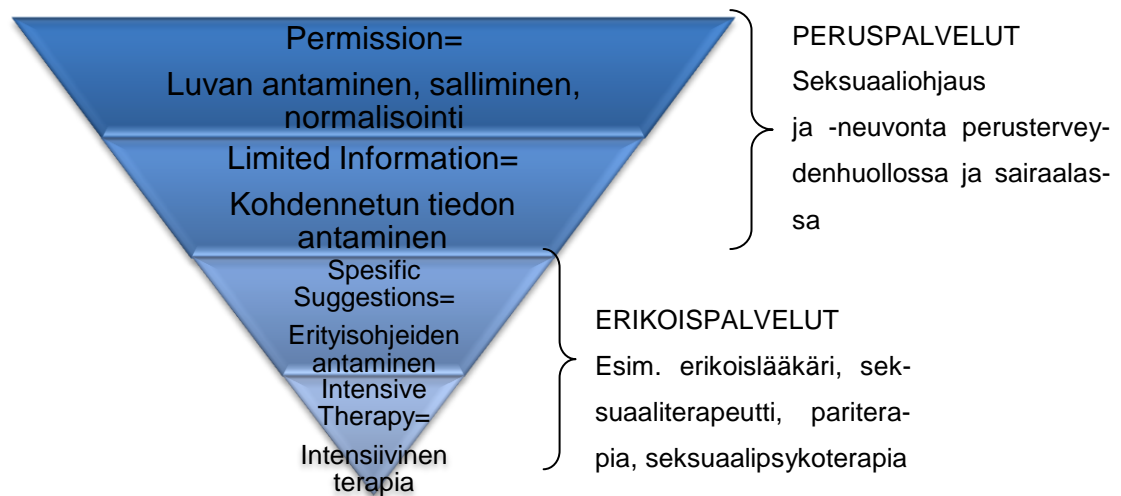 Permission=
Luvan antaminen, salliminen,
normalisointi
Limited Information=
Kohdennetun tiedon
antaminen
Spesific
Suggestions=
Erityisohjeiden
antaminen
Intensive
Therapy=
Intensiivinen
terapia
PERUSPALVELUT
Seksuaaliohjaus
ja -neuvonta perustervey-
denhuollossa ja sairaalas-
sa
ERIKOISPALVELUT
Esim. erikoislääkäri, sek-
suaaliterapeutti, paritera-
pia, seksuaalipsykoterapia